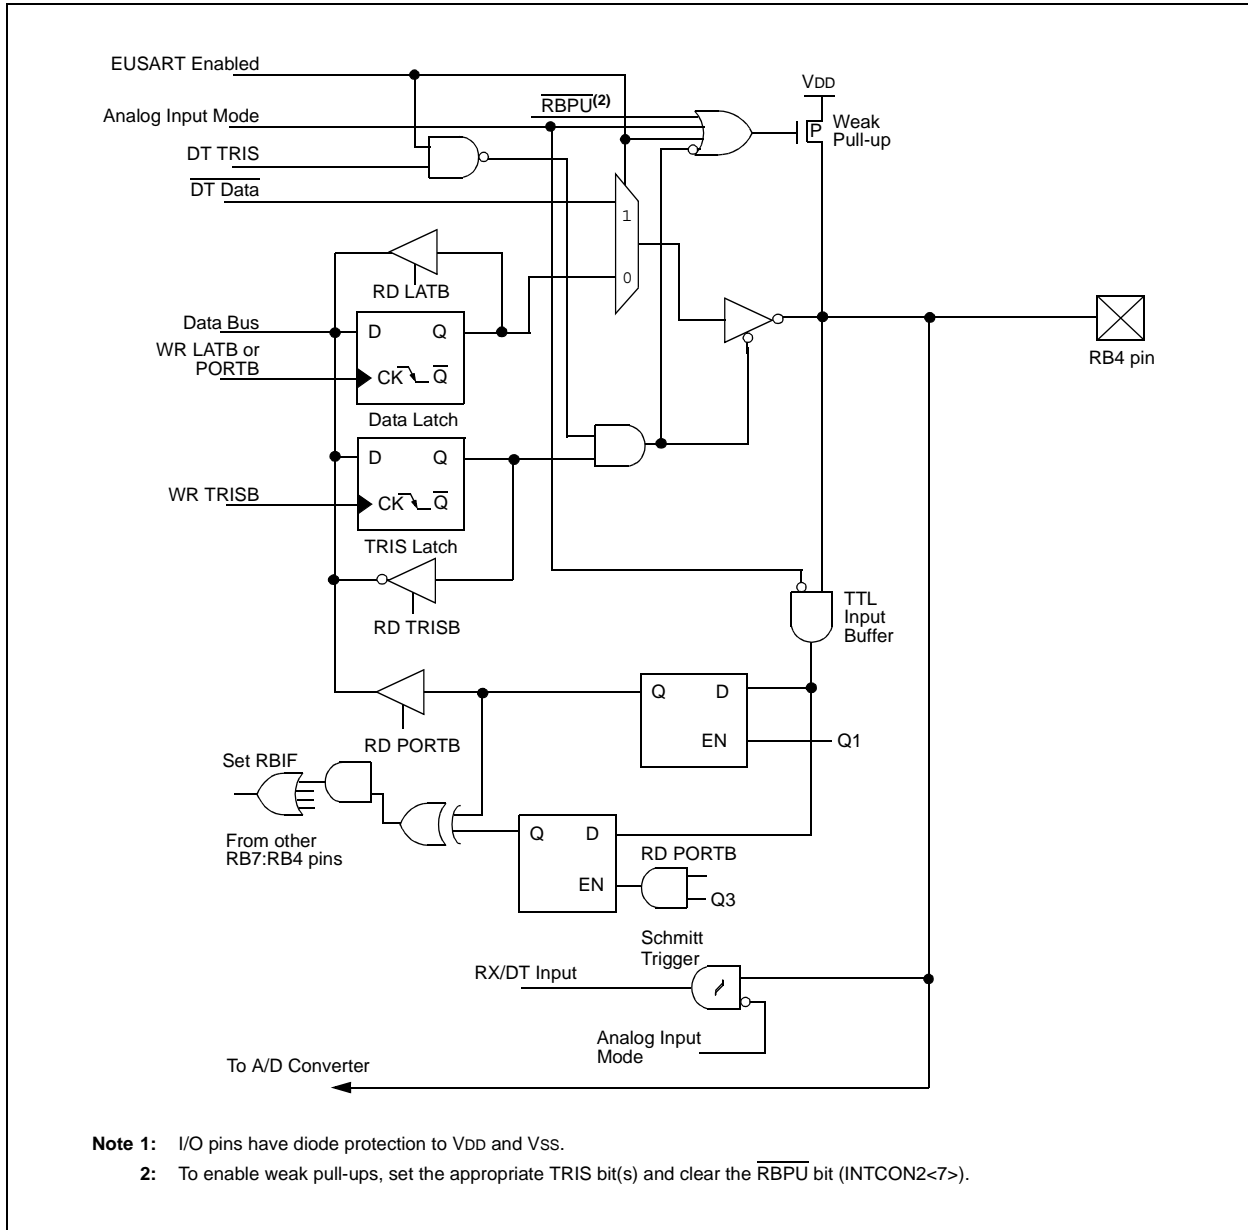 EUSART Enabled
Analog Input Mode
RBPU(2)
VDD
P
Weak
Pull-up
DT TRIS
DT Data
1
0
RD LATB
Data Bus
D Q
WR LATB or
PORTB
CK Q
Data Latch
RB4 pin
D Q
WR TRISB
CK Q
TRIS Latch
RD TRISB
TTL
Input
Buffer
Q D
EN
Q1
RD PORTB
Set RBIF
From other
RB7:RB4 pins
Q D
EN
RD PORTB
Q3
Schmitt
Trigger
RX/DT Input
Analog Input
Mode
To A/D Converter
Note 1: I/O pins have diode protection to VDD and VSS.
2: To enable weak pull-ups, set the appropriate TRIS bit(s) and clear the RBPU bit (INTCON2<7>).